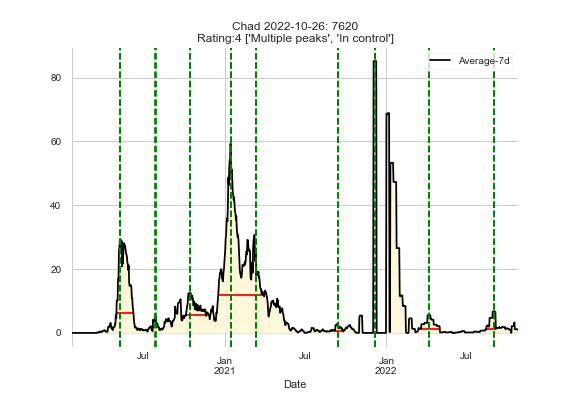 Chad 2022-10-26: 7620
Rating:4 ['Multiple peaks', 'In control']
Average-7d
80
60
40
20
0
Jul
Jan
2021
Jul
Jan
2022
Jul
Date